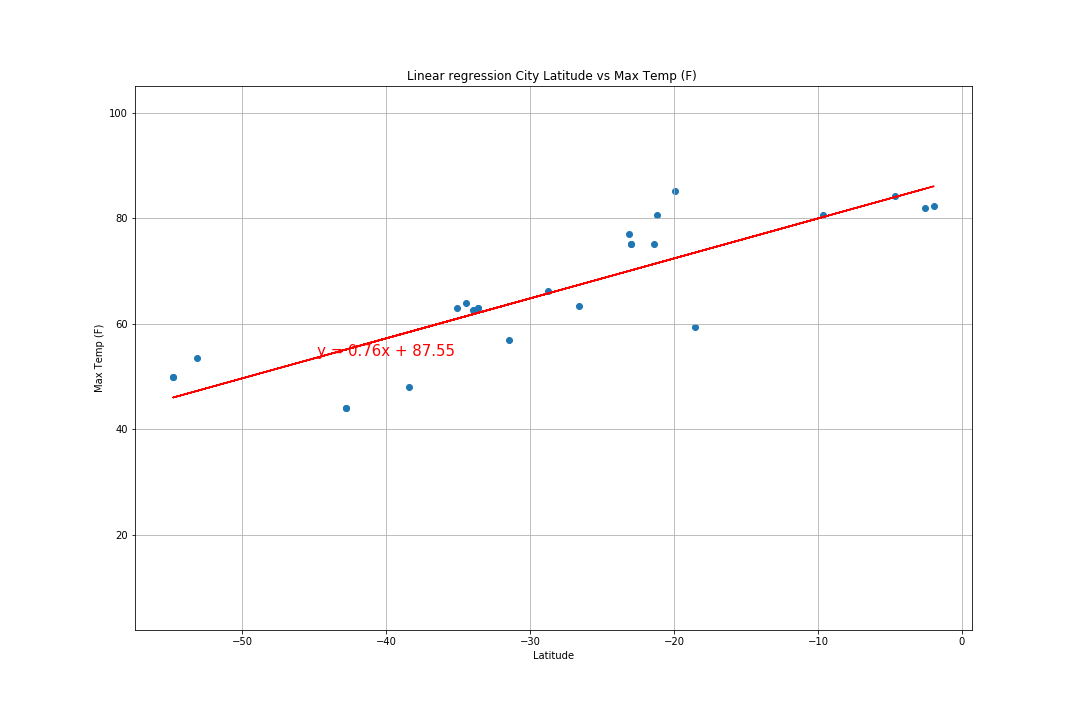 Linear regression City Latitude vs Max Temp (F)
100
80
60
40
20
Max Temp (F)
y = 0.76x + 87.55
−50
−40
−30
−20
−10
0
Latitude